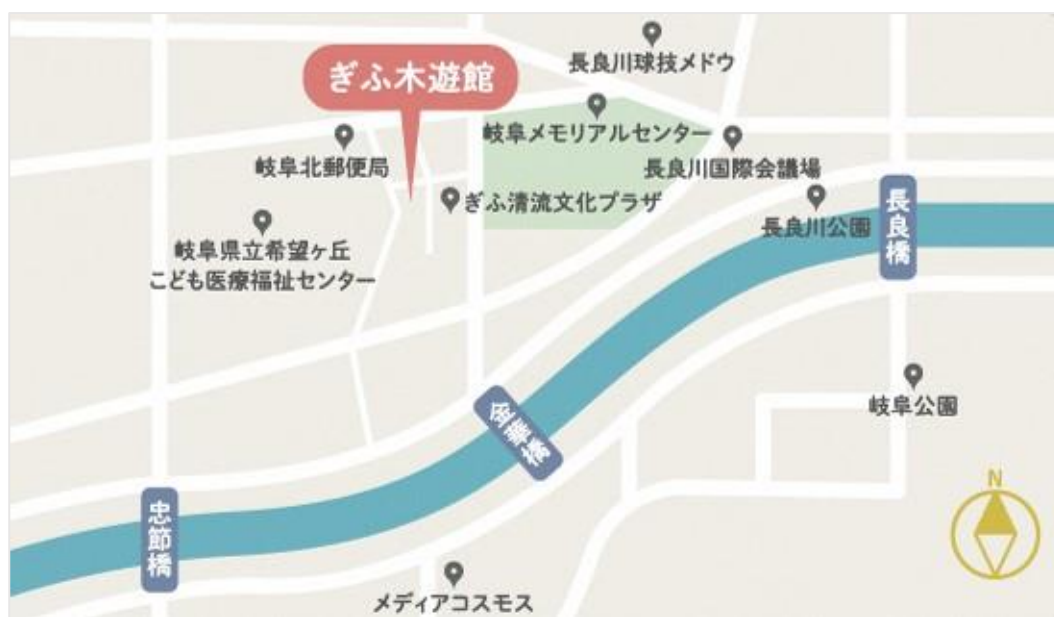 長良川球技メドウ
ぎふ木遊館
岐阜メモリアルセンター
岐阜北郵便局
長良川国際会議場
ぎふ清流文化プラザ
長良川公園
長良橋
岐阜県立希望ヶ丘
こども医療福祉センター
岐阜公園
金華橋
N
忠節橋
メディアコスモス